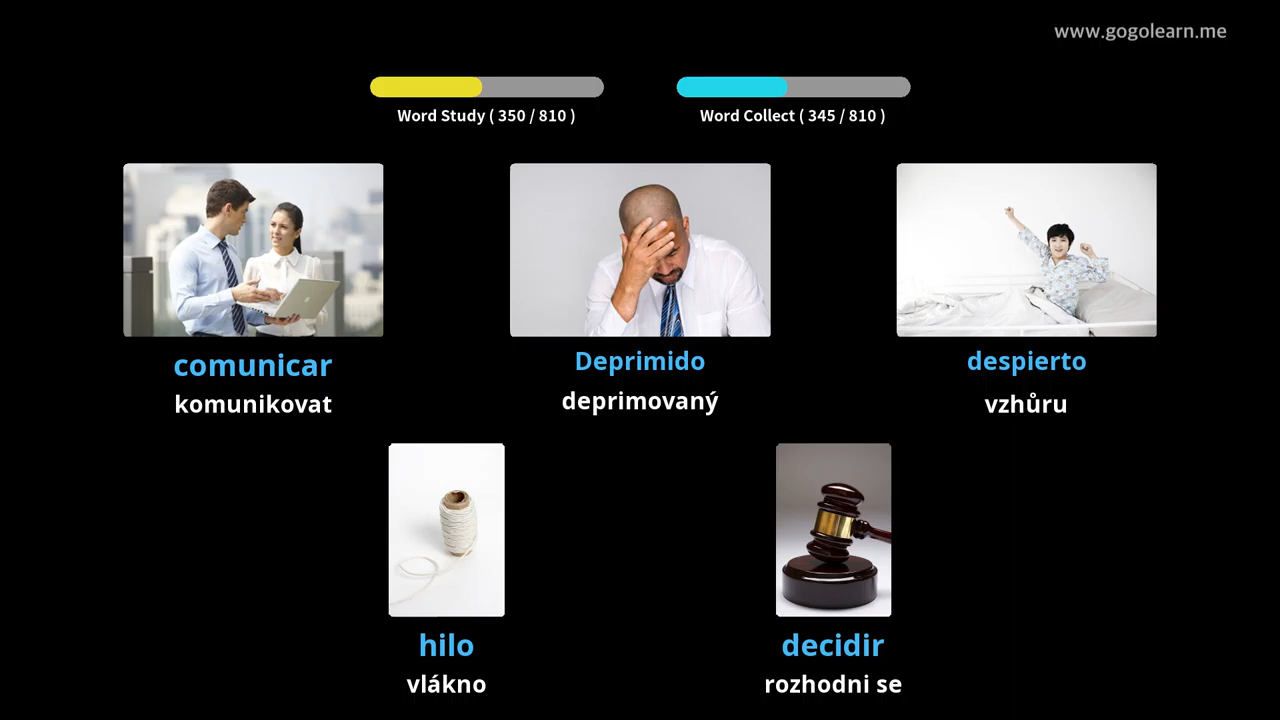 www.gogolearn.me
Word Study ( 350 / 810 )
Word Collect ( 345 / 810 )
comunicar
komunikovat
Deprimido
deprimovaný
despierto
vzhůru
hilo
vlákno
decidir
rozhodni se